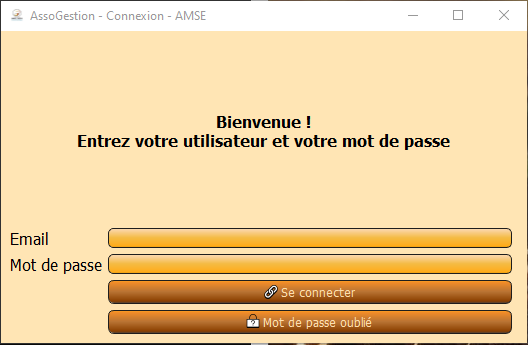 AssoGestion - Connexion - AMSE
Bienvenue !
Entrez votre utilisateur et votre mot de passe
Email
Mot de passe
Se connecter
Mot de passe oublié